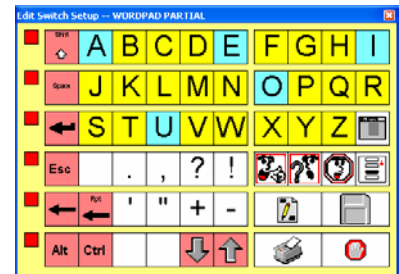 Edit Switch Setup -- WORDPAD PARTIAL
Shift A B C D E F G H I
Space J K L M N O P Q R
S T U V W X Y Z
Esc . , ? !
Rpt ' " + -
Alt Ctrl